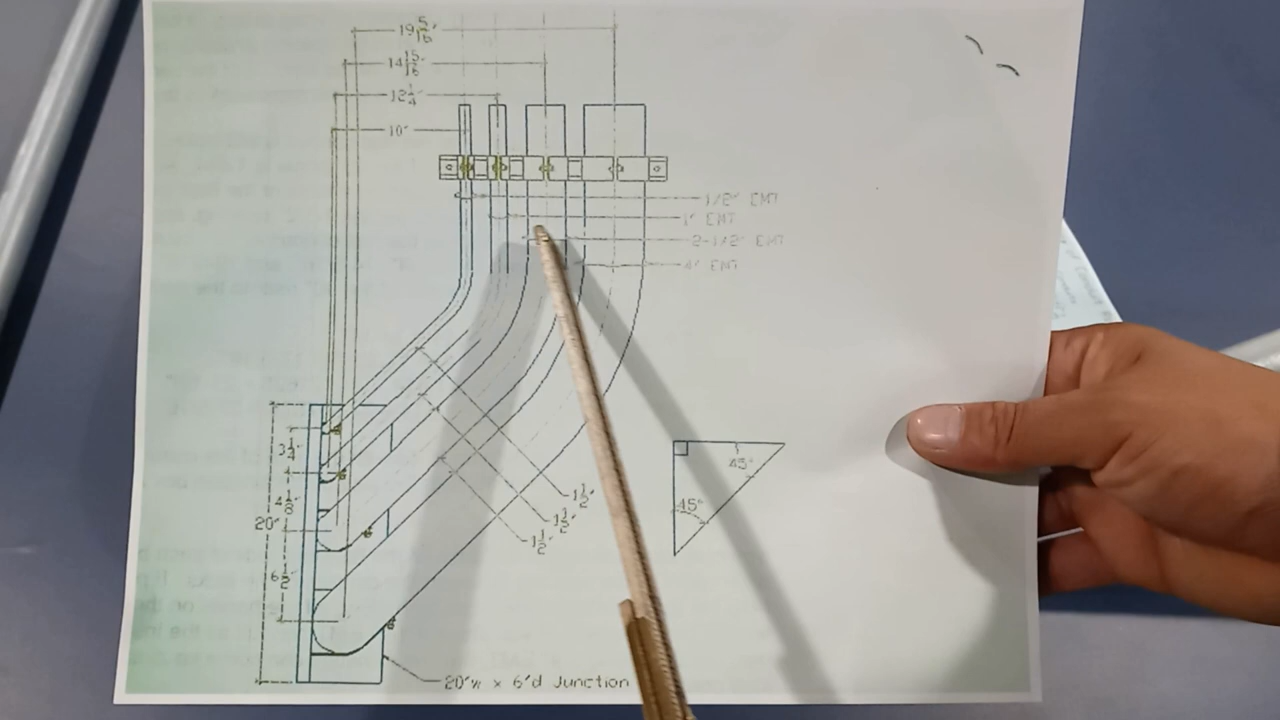 19 5/16"
14 15/16"
12 1/4"
10"
1/2" EMT
1" EMT
2-1/2" EMT
4" EMT
3 1/4"
4 1/8"
20"
6 1/2"
1 1/2"
1 1/2"
1 1/2"
45°
45°
20"w x 6"d Junction